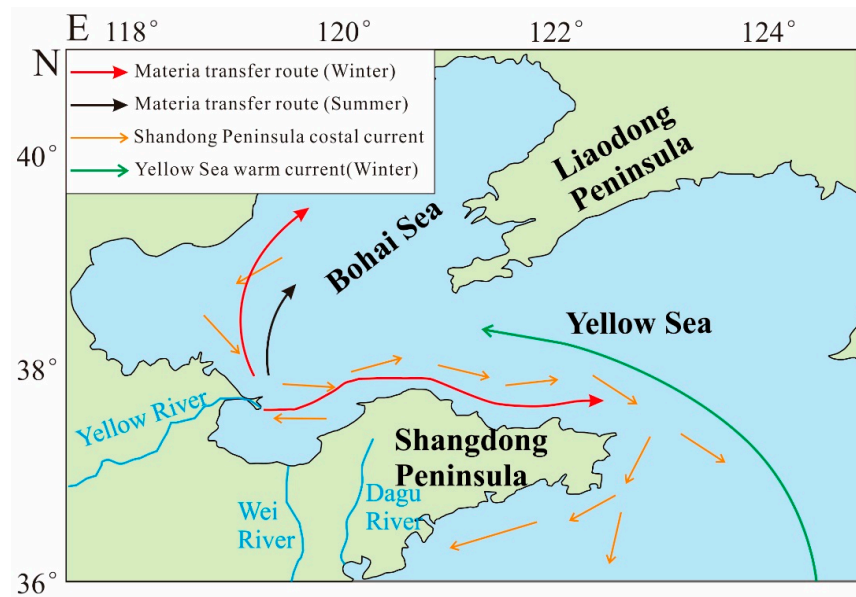 E 118° 120° 122° 124°
N
Materia transfer route (Winter)
Materia transfer route (Summer)
Shandong Peninsula costal current
Yellow Sea warm current(Winter)
40°
Liaodong
Peninsula
Bohai Sea
Yellow Sea
38°
Yellow River
Shangdong
Peninsula
Wei
River
Dagu
River
36°